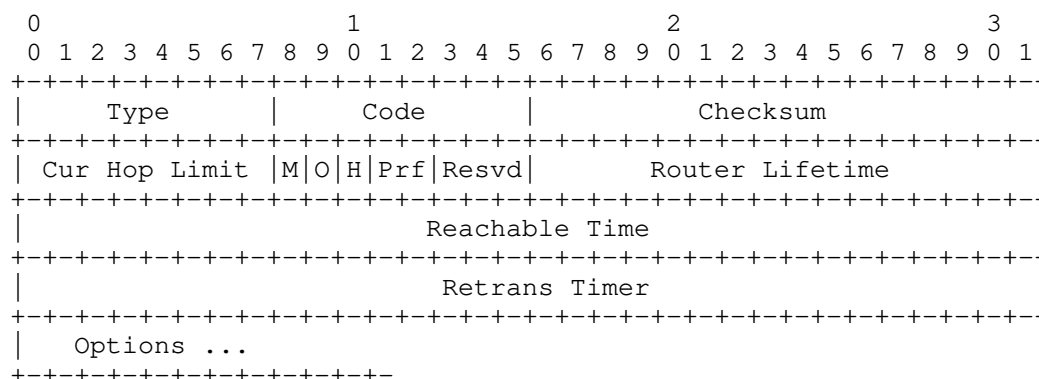 0                   1                   2                   3
 0 1 2 3 4 5 6 7 8 9 0 1 2 3 4 5 6 7 8 9 0 1 2 3 4 5 6 7 8 9 0 1
+-+-+-+-+-+-+-+-+-+-+-+-+-+-+-+-+-+-+-+-+-+-+-+-+-+-+-+-+-+-+-+-
|     Type      |     Code      |          Checksum
+-+-+-+-+-+-+-+-+-+-+-+-+-+-+-+-+-+-+-+-+-+-+-+-+-+-+-+-+-+-+-+-
| Cur Hop Limit |M|O|H|Prf|Resvd|       Router Lifetime
+-+-+-+-+-+-+-+-+-+-+-+-+-+-+-+-+-+-+-+-+-+-+-+-+-+-+-+-+-+-+-+-
|                         Reachable Time
+-+-+-+-+-+-+-+-+-+-+-+-+-+-+-+-+-+-+-+-+-+-+-+-+-+-+-+-+-+-+-+-
|                          Retrans Timer
+-+-+-+-+-+-+-+-+-+-+-+-+-+-+-+-+-+-+-+-+-+-+-+-+-+-+-+-+-+-+-+-
|   Options ...
+-+-+-+-+-+-+-+-+-+-+-+-